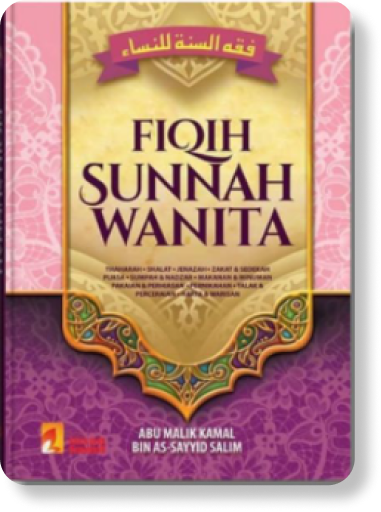 فقه السنة للنساء
FIQIH
SUNNAH
WANITA
THAHARAH • SHALAT • JENAZAH • ZAKAT & SEDEKAH
PUASA • SUMPAH & NADZAR • MAKANAN & MINUMAN
PAKAIAN & PERHIASAN • PERNIKAHAN • TALAK &
PERCERAIAN • HARTA & WARISAN
ABU MALIK KAMAL
BIN AS-SAYYID SALIM